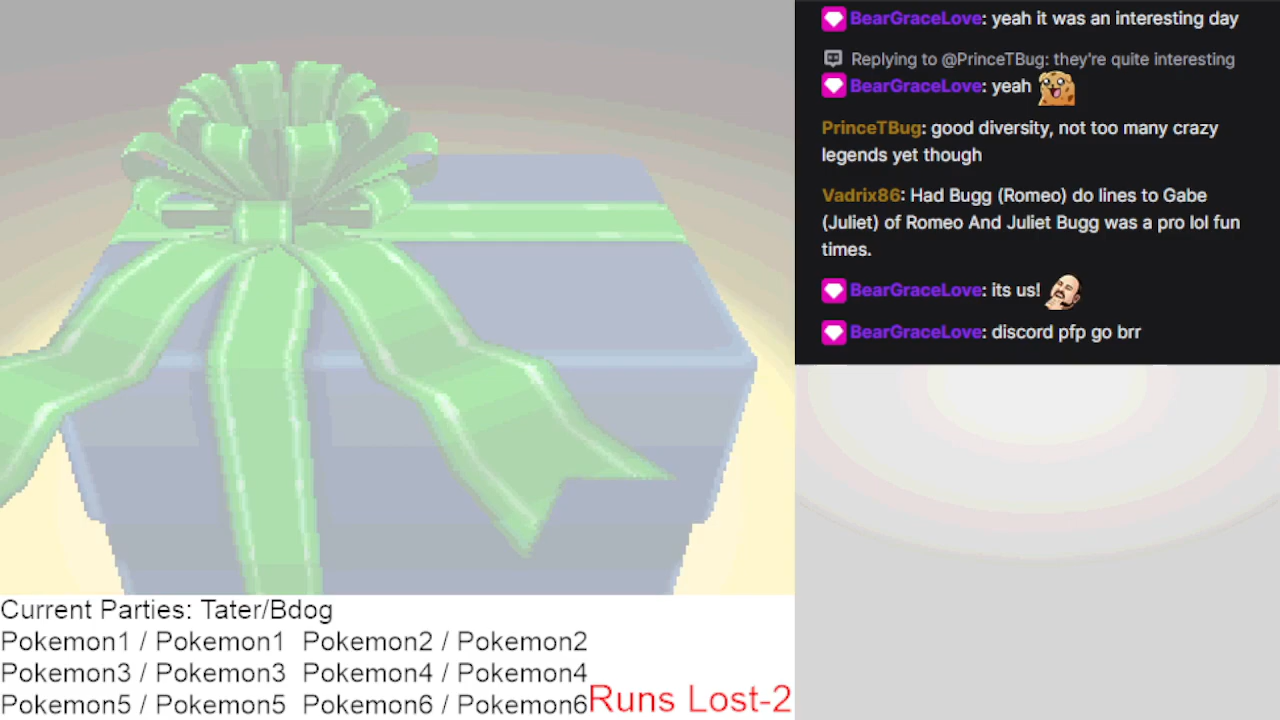 BearGraceLove: yeah it was an interesting day
Replying to @PrinceTBug: they're quite interesting
BearGraceLove: yeah
PrinceTBug: good diversity, not too many crazy
legends yet though
Vadrix86: Had Bugg (Romeo) do lines to Gabe
(Juliet) of Romeo And Juliet Bugg was a pro lol fun
times.
BearGraceLove: its us!
BearGraceLove: discord pfp go brr
Current Parties: Tater/Bdog
Pokemon1 / Pokemon1 Pokemon2 / Pokemon2
Pokemon3 / Pokemon3 Pokemon4 / Pokemon4
Pokemon5 / Pokemon5 Pokemon6 / Pokemon6
Runs Lost-2